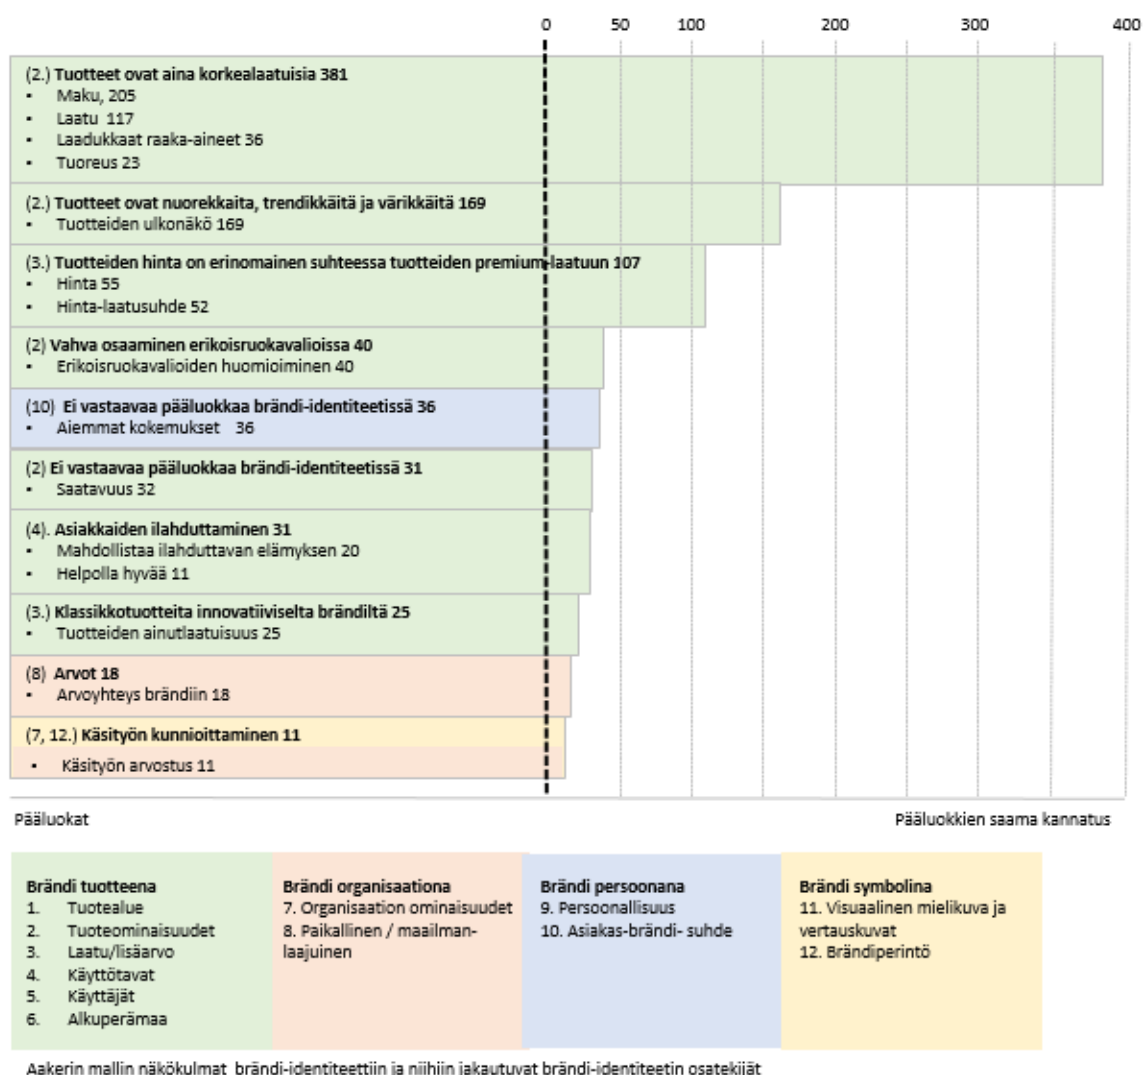 0 50 100 200 300 400
(2.) Tuotteet ovat aina korkealaatuisia 381
▪ Maku, 205
▪ Laatu 117
▪ Laadukkaat raaka-aineet 36
▪ Tuoreus 23
(2.) Tuotteet ovat nuorekkaita, trendikkäitä ja värikkäitä 169
▪ Tuotteiden ulkonäkö 169
(3.) Tuotteiden hinta on erinomainen suhteessa tuotteiden premium-laatuun 107
▪ Hinta 55
▪ Hinta-laatusuhde 52
(2) Vahva osaaminen erikoisruokavalioissa 40
▪ Erikoisruokavalioiden huomioiminen 40
(10) Ei vastaavaa pääluokkaa brändi-identiteetissä 36
▪ Aiemmat kokemukset 36
(2) Ei vastaavaa pääluokkaa brändi-identiteetissä 31
▪ Saatavuus 32
(4). Asiakkaiden ilahduttaminen 31
▪ Mahdollistaa ilahduttavan elämyksen 20
▪ Helpolla hyvää 11
(3.) Klassikkotuotteita innovatiiviselta brändiltä 25
▪ Tuotteiden ainutlaatuisuus 25
(8) Arvot 18
▪ Arvoyhteys brändiin 18
(7, 12.) Käsityön kunnioittaminen 11
▪ Käsityön arvostus 11
Pääluokat
Pääluokkien saama kannatus
Brändi tuotteena
1. Tuotealue
2. Tuoteominaisuudet
3. Laatu/lisäarvo
4. Käyttötavat
5. Käyttäjät
6. Alkuperämaa
Brändi organisaationa
7. Organisaation ominaisuudet
8. Paikallinen / maailman-
laajuinen
Brändi persoonana
9. Persoonallisuus
10. Asiakas-brändi- suhde
Brändi symbolina
11. Visuaalinen mielikuva ja
vertauskuvat
12. Brändiperintö
Aakerin mallin näkökulmat brändi-identiteettiin ja niihin jakautuvat brändi-identiteetin osatekijät